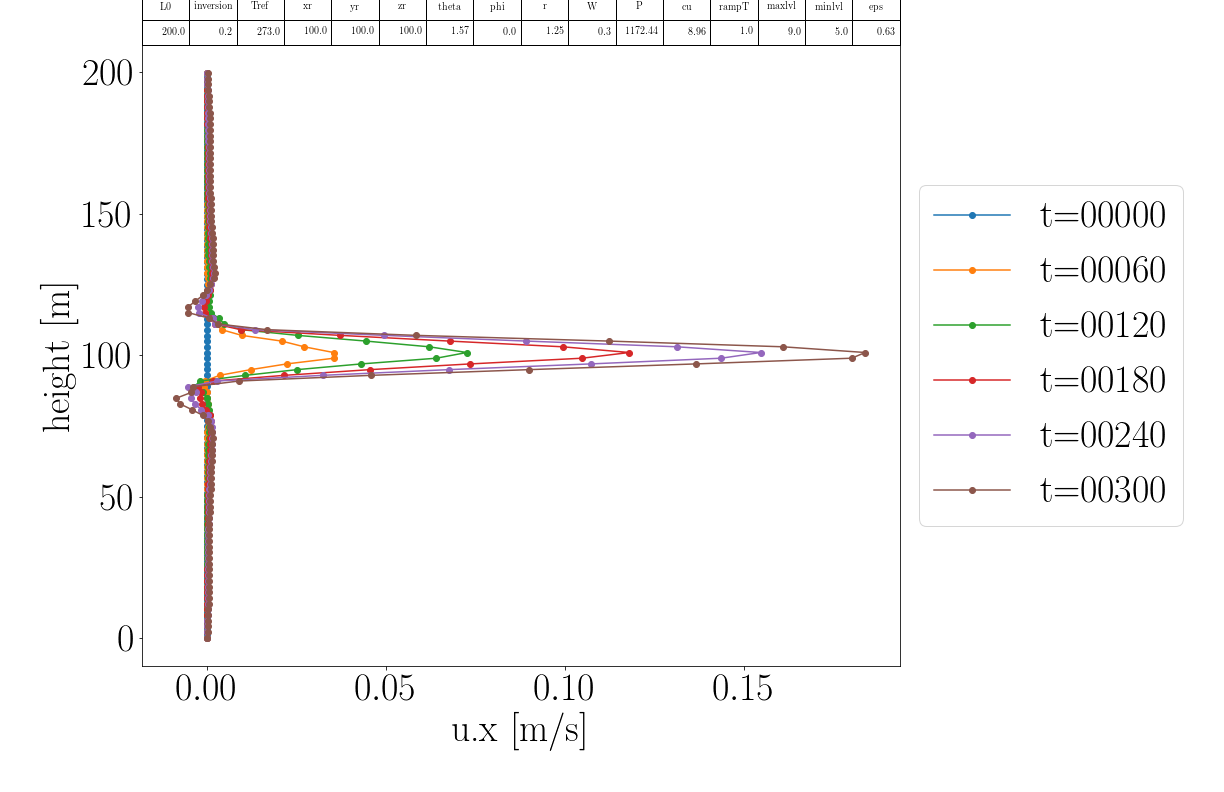 L0 inversion Tref xr yr zr theta phi r W P cu rampT maxlvl minlvl eps
200.0 0.2 273.0 100.0 100.0 100.0 1.57 0.0 1.25 0.3 1172.44 8.96 1.0 9.0 5.0 0.63
200
150
100
50
0
height [m]
0.00 0.05 0.10 0.15
u.x [m/s]
t=00000
t=00060
t=00120
t=00180
t=00240
t=00300